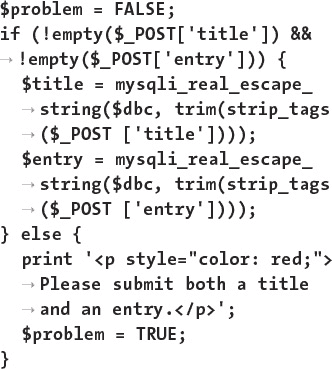 $problem = FALSE;
if (!empty($_POST['title']) &&
→ !empty($_POST['entry'])) {
$title = mysqli_real_escape_
→ string($dbc, trim(strip_tags
→ ($_POST ['title'])));
$entry = mysqli_real_escape_
→ string($dbc, trim(strip_tags
→ ($_POST ['entry'])));
} else {
print '<p style="color: red;">
→ Please submit both a title
→ and an entry.</p>';
$problem = TRUE;
}